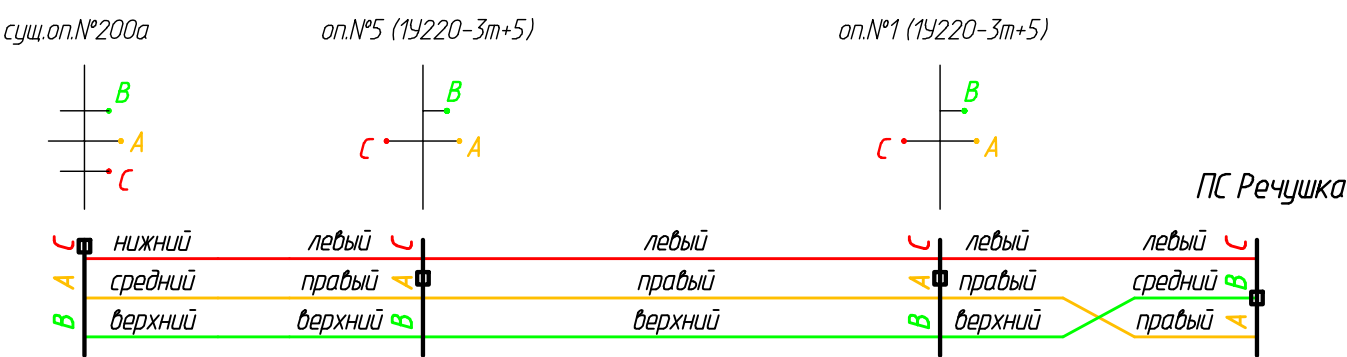 сущ.оп.№200а оп.№5 (1У220-3т+5) оп.№1 (1У220-3т+5)
В В В
А С А С А
С
ПС Речушка
С нижний левый С левый С левый левый С
А средний правый А правый А правый средний В
В верхний верхний В верхний В верхний правый А